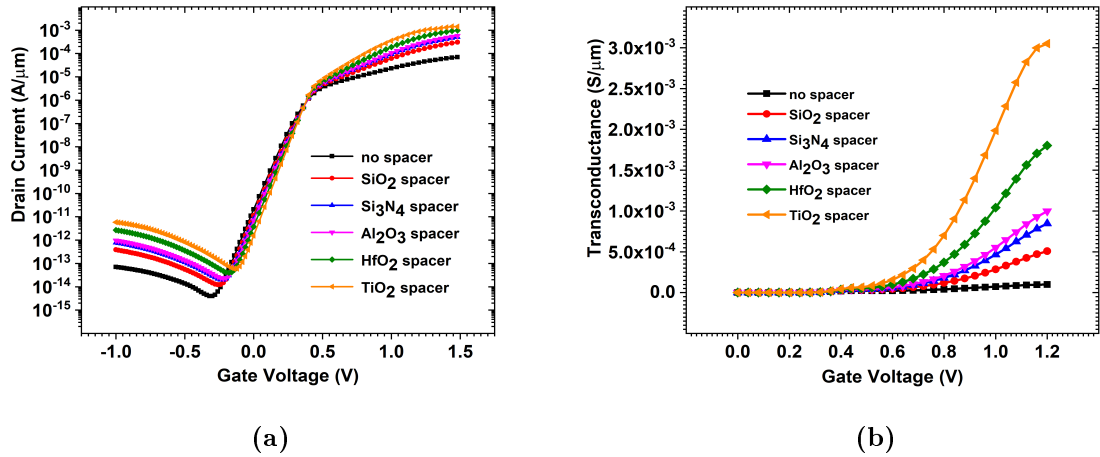 Drain Current (A/μm)
10⁻³
10⁻⁴
10⁻⁵
10⁻⁶
10⁻⁷
10⁻⁸
10⁻⁹
10⁻¹⁰
10⁻¹¹
10⁻¹²
10⁻¹³
10⁻¹⁴
10⁻¹⁵
no spacer
SiO₂ spacer
Si₃N₄ spacer
Al₂O₃ spacer
HfO₂ spacer
TiO₂ spacer
-1.0 -0.5 0.0 0.5 1.0 1.5
Gate Voltage (V)
(a)
Transconductance (S/μm)
3.0x10⁻³
2.5x10⁻³
2.0x10⁻³
1.5x10⁻³
1.0x10⁻³
5.0x10⁻⁴
0.0
no spacer
SiO₂ spacer
Si₃N₄ spacer
Al₂O₃ spacer
HfO₂ spacer
TiO₂ spacer
0.0 0.2 0.4 0.6 0.8 1.0 1.2
Gate Voltage (V)
(b)